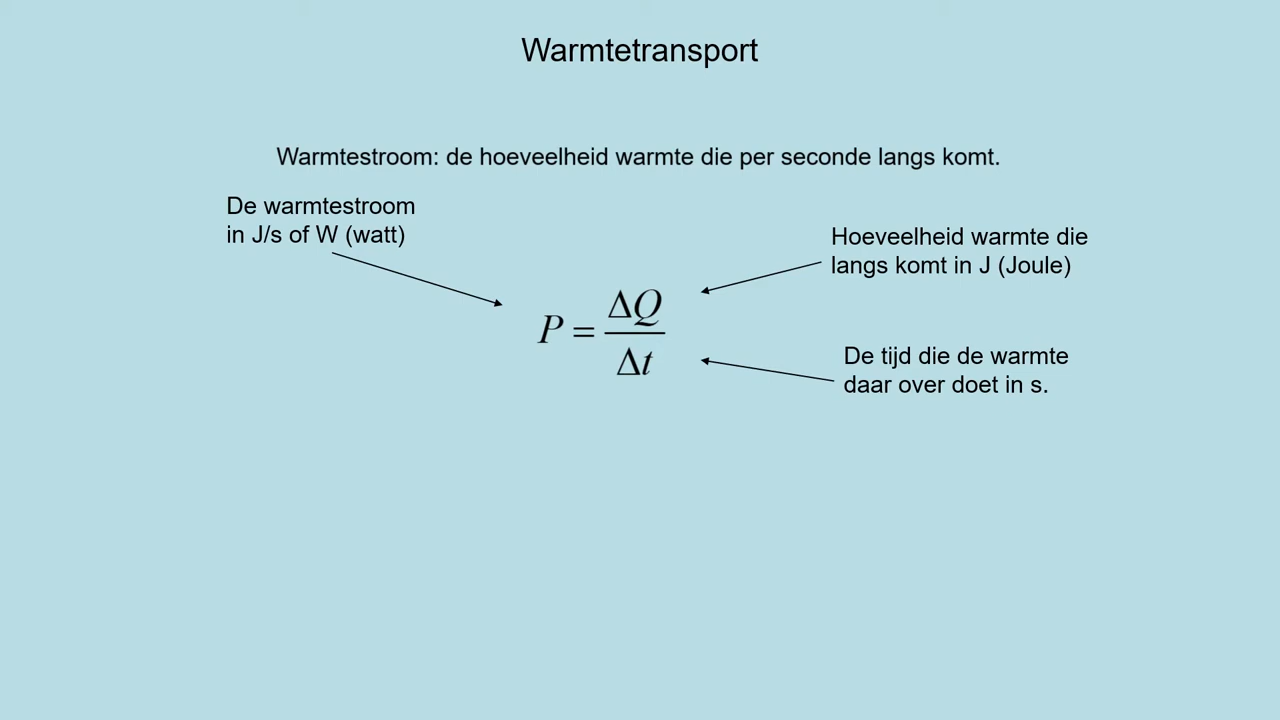 Warmtetransport
Warmtestroom: de hoeveelheid warmte die per seconde langs komt.
De warmtestroom
in J/s of W (watt)
Hoeveelheid warmte die
langs komt in J (Joule)
P = ΔQ / Δt
De tijd die de warmte
daar over doet in s.